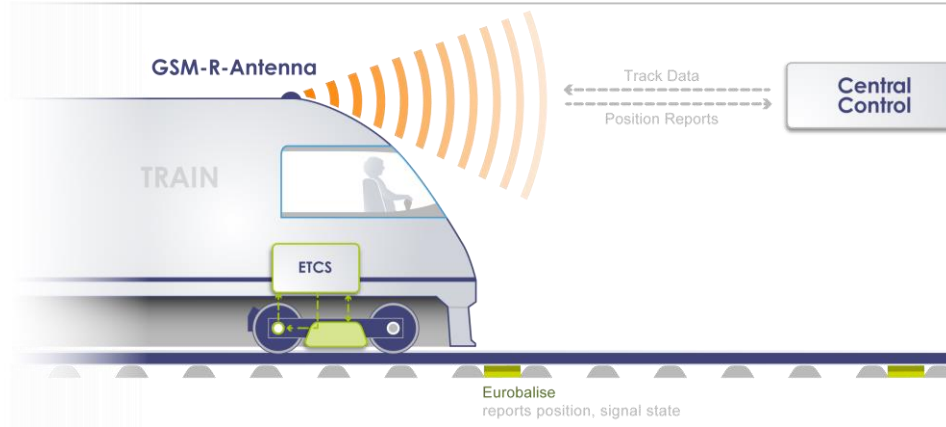 GSM-R-Antenna
Track Data
Position Reports
Central
Control
TRAIN
ETCS
Eurobalise
reports position, signal state